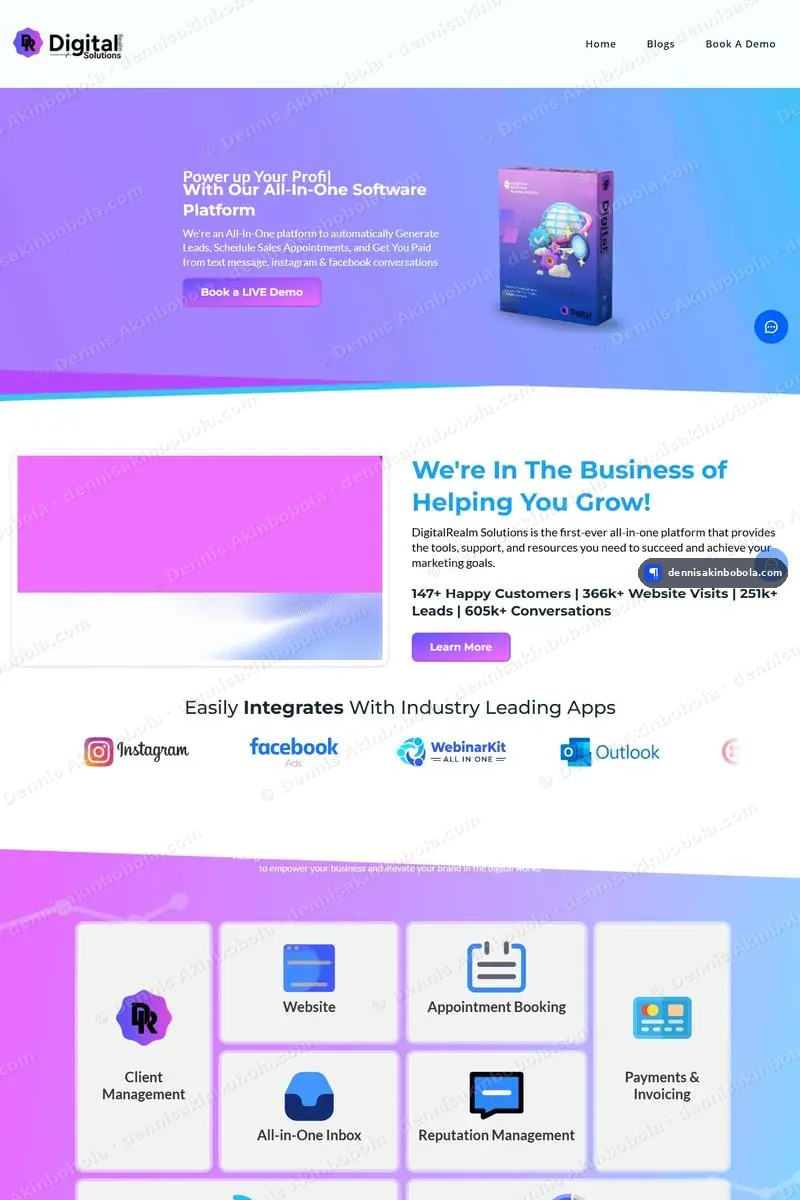 Digital
Solutions
Home
Blogs
Book A Demo
Power up Your Profi|
With Our All-In-One Software
Platform
We're an All-In-One platform to automatically Generate
Leads, Schedule Sales Appointments, and Get You Paid
from text message, instagram & facebook conversations
Book a LIVE Demo
Digital
We're In The Business of
Helping You Grow!
DigitalRealm Solutions is the first-ever all-in-one platform that provides
the tools, support, and resources you need to succeed and achieve your
marketing goals.
dennisakinbobola.com
147+ Happy Customers | 366k+ Website Visits | 251k+
Leads | 605k+ Conversations
Learn More
Easily Integrates With Industry Leading Apps
Instagram
facebook
Ads
WebinarKit
ALL IN ONE
Outlook
to empower your business and elevate your brand in the digital world.
Website
Appointment Booking
Client
Management
Payments &
Invoicing
All-in-One Inbox
Reputation Management
© Dennis Akinbobola · dennisakinbobola.com